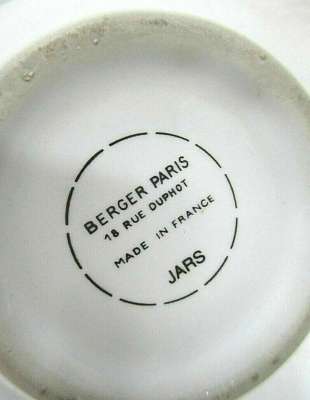 BERGER PARIS
18 RUE DUPHOT
MADE IN FRANCE
JARS